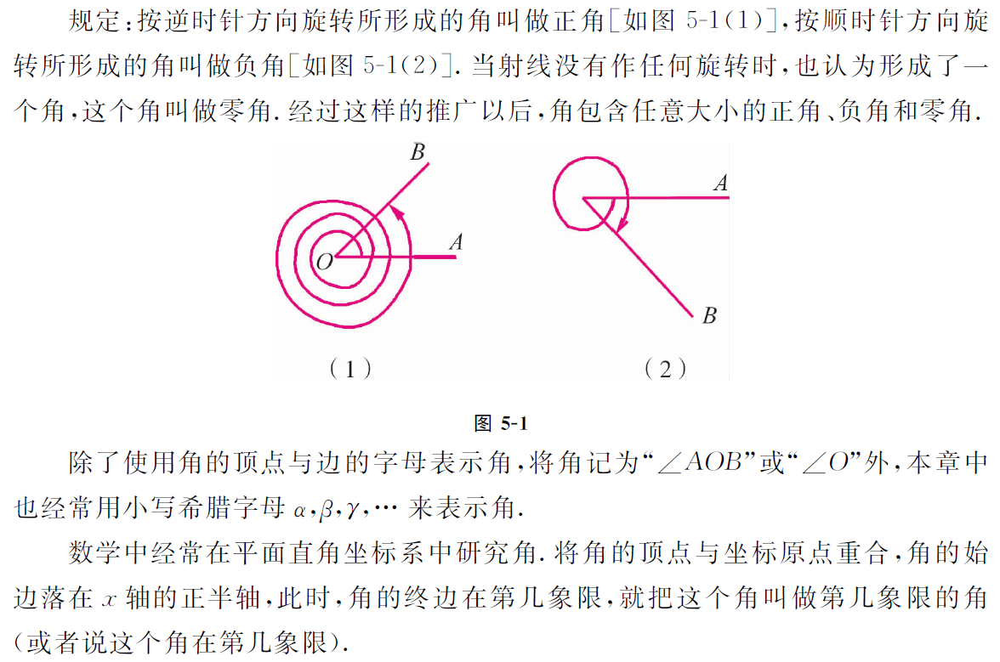 规定:按逆时针方向旋转所形成的角叫做正角[如图 5-1(1)],按顺时针方向旋
转所形成的角叫做负角[如图 5-1(2)]. 当射线没有作任何旋转时,也认为形成了一
个角,这个角叫做零角. 经过这样的推广以后,角包含任意大小的正角、负角和零角.
B
A
O
(1)
A
B
(2)
图 5-1
除了使用角的顶点与边的字母表示角,将角记为“∠AOB”或“∠O”外,本章中
也经常用小写希腊字母 α,β,γ,… 来表示角.
数学中经常在平面直角坐标系中研究角. 将角的顶点与坐标原点重合,角的始
边落在 x 轴的正半轴,此时,角的终边在第几象限,就把这个角叫做第几象限的角
(或者说这个角在第几象限).